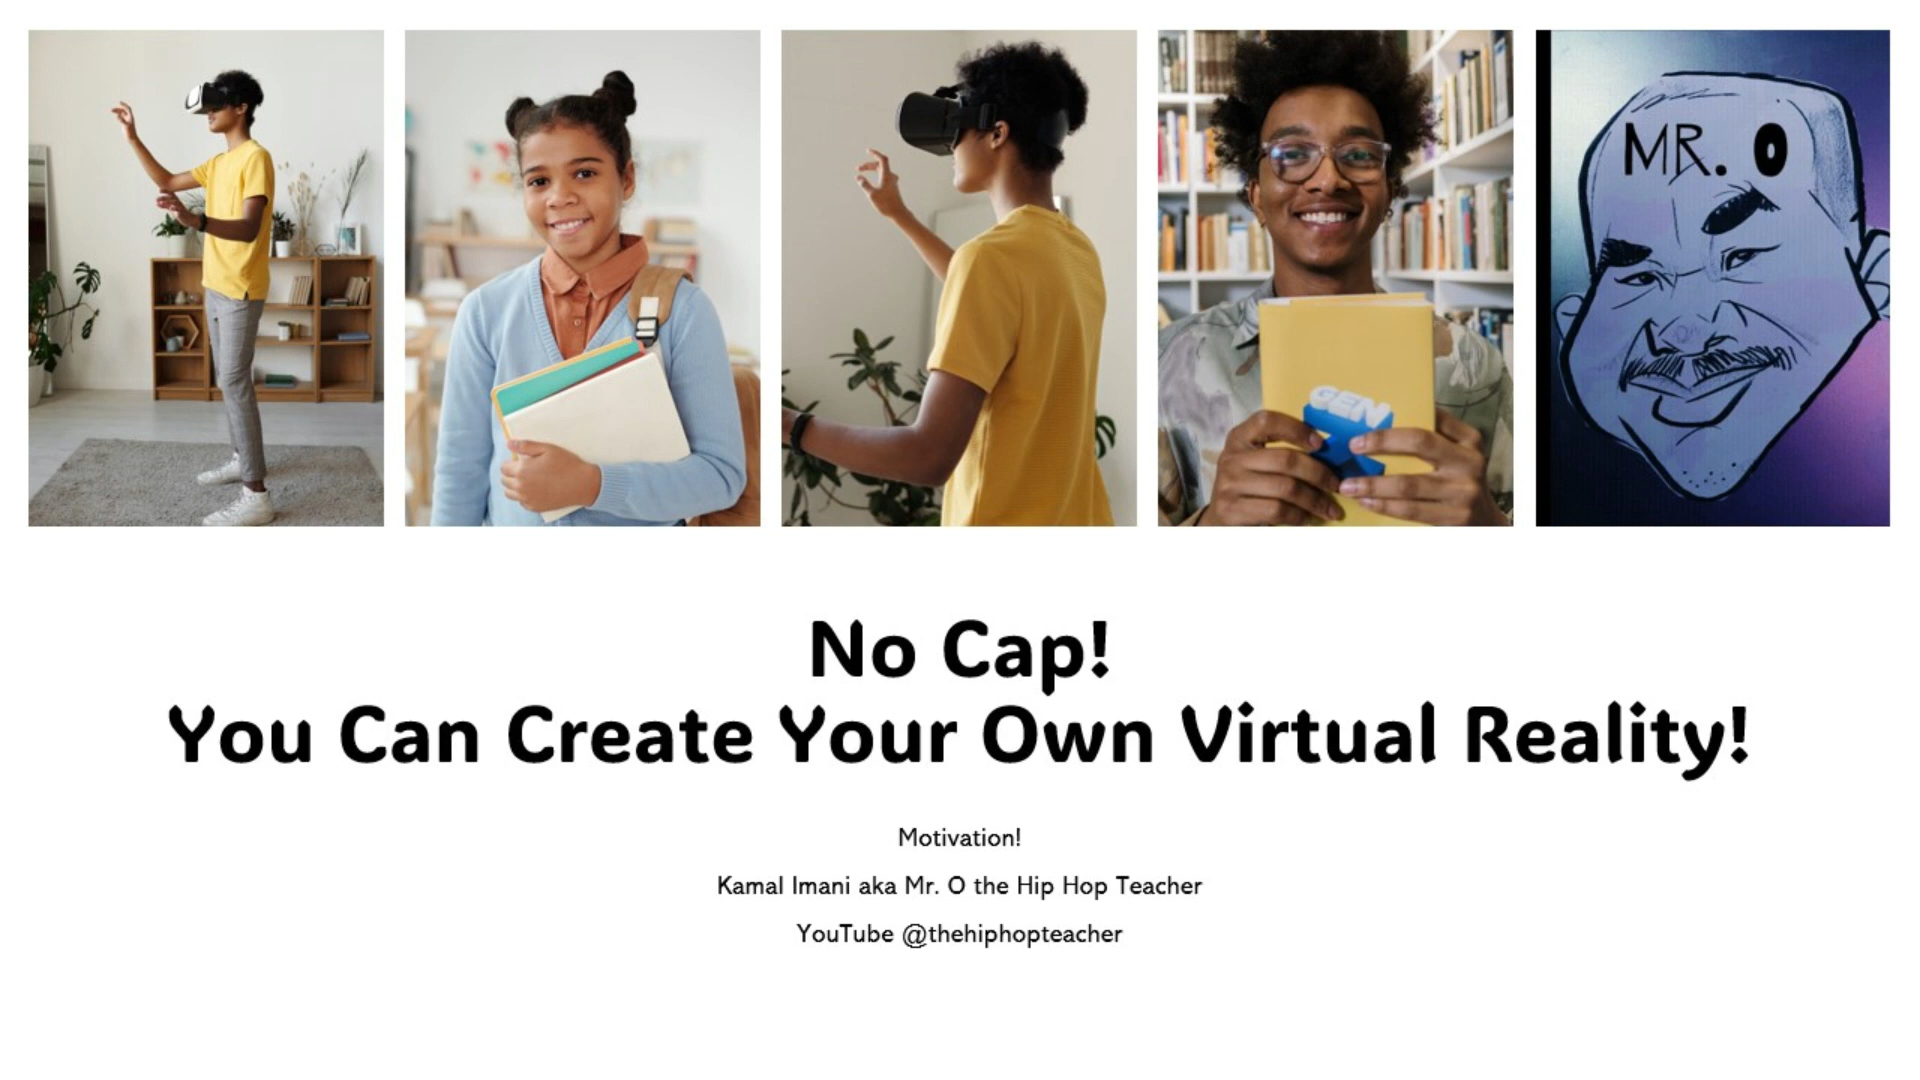 MR. O
GEN
No Cap!
You Can Create Your Own Virtual Reality!
Motivation!
Kamal Imani aka Mr. O the Hip Hop Teacher
YouTube @thehiphopteacher